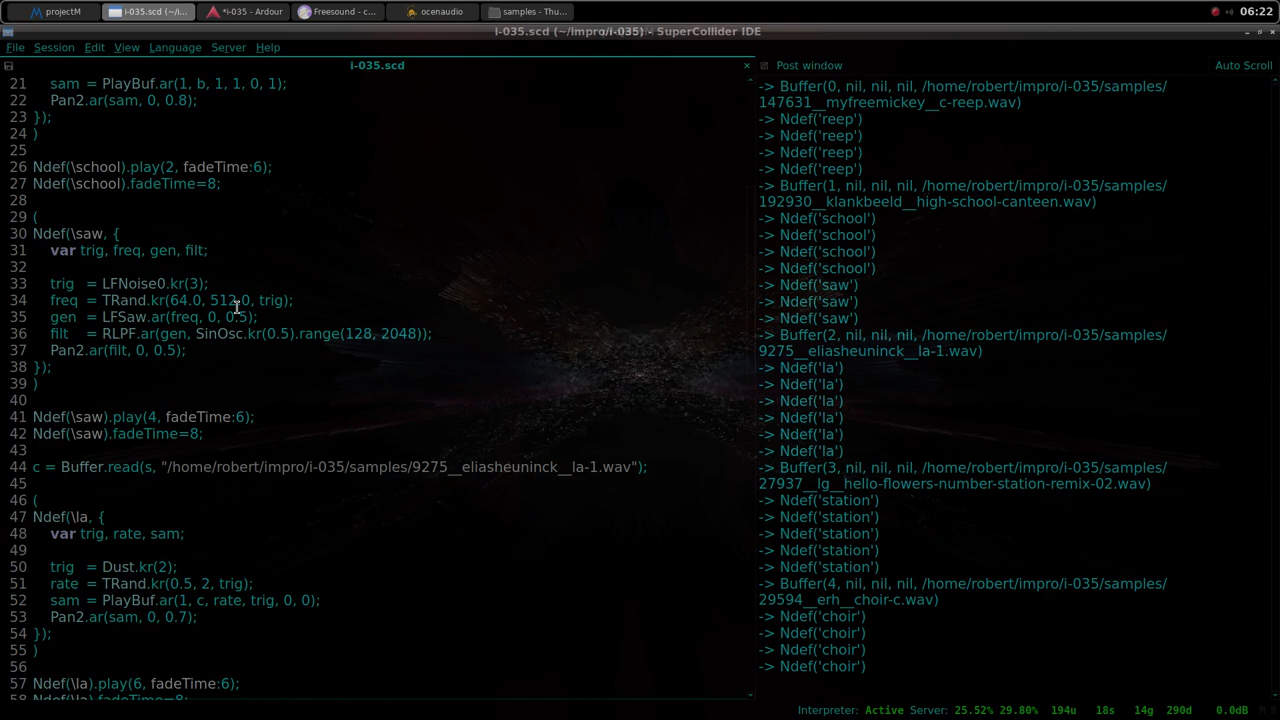 projectM
i-035.scd (~/i...
*i-035 - Ardour
Freesound - c...
ocenaudio
samples - Thu...
06:22
i-035.scd (~/impro/i-035) - SuperCollider IDE
File Session Edit View Language Server Help
i-035.scd
21 sam = PlayBuf.ar(1, b, 1, 1, 0, 1);
22 Pan2.ar(sam, 0, 0.8);
23 });
24 )
25
26 Ndef(\school).play(2, fadeTime:6);
27 Ndef(\school).fadeTime=8;
28
29 (
30 Ndef(\saw, {
31 var trig, freq, gen, filt;
32
33 trig = LFNoise0.kr(3);
34 freq = TRand.kr(64.0, 512.0, trig);
35 gen = LFSaw.ar(freq, 0, 0.5);
36 filt = RLPF.ar(gen, SinOsc.kr(0.5).range(128, 2048));
37 Pan2.ar(filt, 0, 0.5);
38 });
39 )
40
41 Ndef(\saw).play(4, fadeTime:6);
42 Ndef(\saw).fadeTime=8;
43
44 c = Buffer.read(s, "/home/robert/impro/i-035/samples/9275__eliasheuninck__la-1.wav");
45
46 (
47 Ndef(\la, {
48 var trig, rate, sam;
49
50 trig = Dust.kr(2);
51 rate = TRand.kr(0.5, 2, trig);
52 sam = PlayBuf.ar(1, c, rate, trig, 0, 0);
53 Pan2.ar(sam, 0, 0.7);
54 });
55 )
56
57 Ndef(\la).play(6, fadeTime:6);
58 Ndef(\la).fadeTime=8;
Post window
Auto Scroll
-> Buffer(0, nil, nil, nil, /home/robert/impro/i-035/samples/
147631__myfreemickey__c-reep.wav)
-> Ndef('reep')
-> Ndef('reep')
-> Ndef('reep')
-> Ndef('reep')
-> Buffer(1, nil, nil, nil, /home/robert/impro/i-035/samples/
192930__klankbeeld__high-school-canteen.wav)
-> Ndef('school')
-> Ndef('school')
-> Ndef('school')
-> Ndef('school')
-> Ndef('saw')
-> Ndef('saw')
-> Ndef('saw')
-> Buffer(2, nil, nil, nil, /home/robert/impro/i-035/samples/
9275__eliasheuninck__la-1.wav)
-> Ndef('la')
-> Ndef('la')
-> Ndef('la')
-> Ndef('la')
-> Ndef('la')
-> Ndef('la')
-> Buffer(3, nil, nil, nil, /home/robert/impro/i-035/samples/
27937__lg__hello-flowers-number-station-remix-02.wav)
-> Ndef('station')
-> Ndef('station')
-> Ndef('station')
-> Ndef('station')
-> Ndef('station')
-> Buffer(4, nil, nil, nil, /home/robert/impro/i-035/samples/
29594__erh__choir-c.wav)
-> Ndef('choir')
-> Ndef('choir')
-> Ndef('choir')
-> Ndef('choir')
Interpreter: Active Server: 25.52% 29.80% 194u 18s 14g 290d 0.0dB